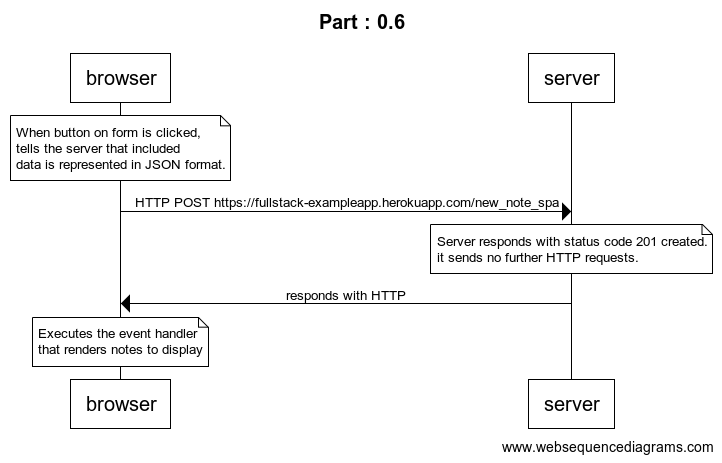 Part : 0.6
browser
server
When button on form is clicked,
tells the server that included
data is represented in JSON format.
HTTP POST https://fullstack-exampleapp.herokuapp.com/new_note_spa
Server responds with status code 201 created.
it sends no further HTTP requests.
responds with HTTP
Executes the event handler
that renders notes to display
browser
server
www.websequencediagrams.com